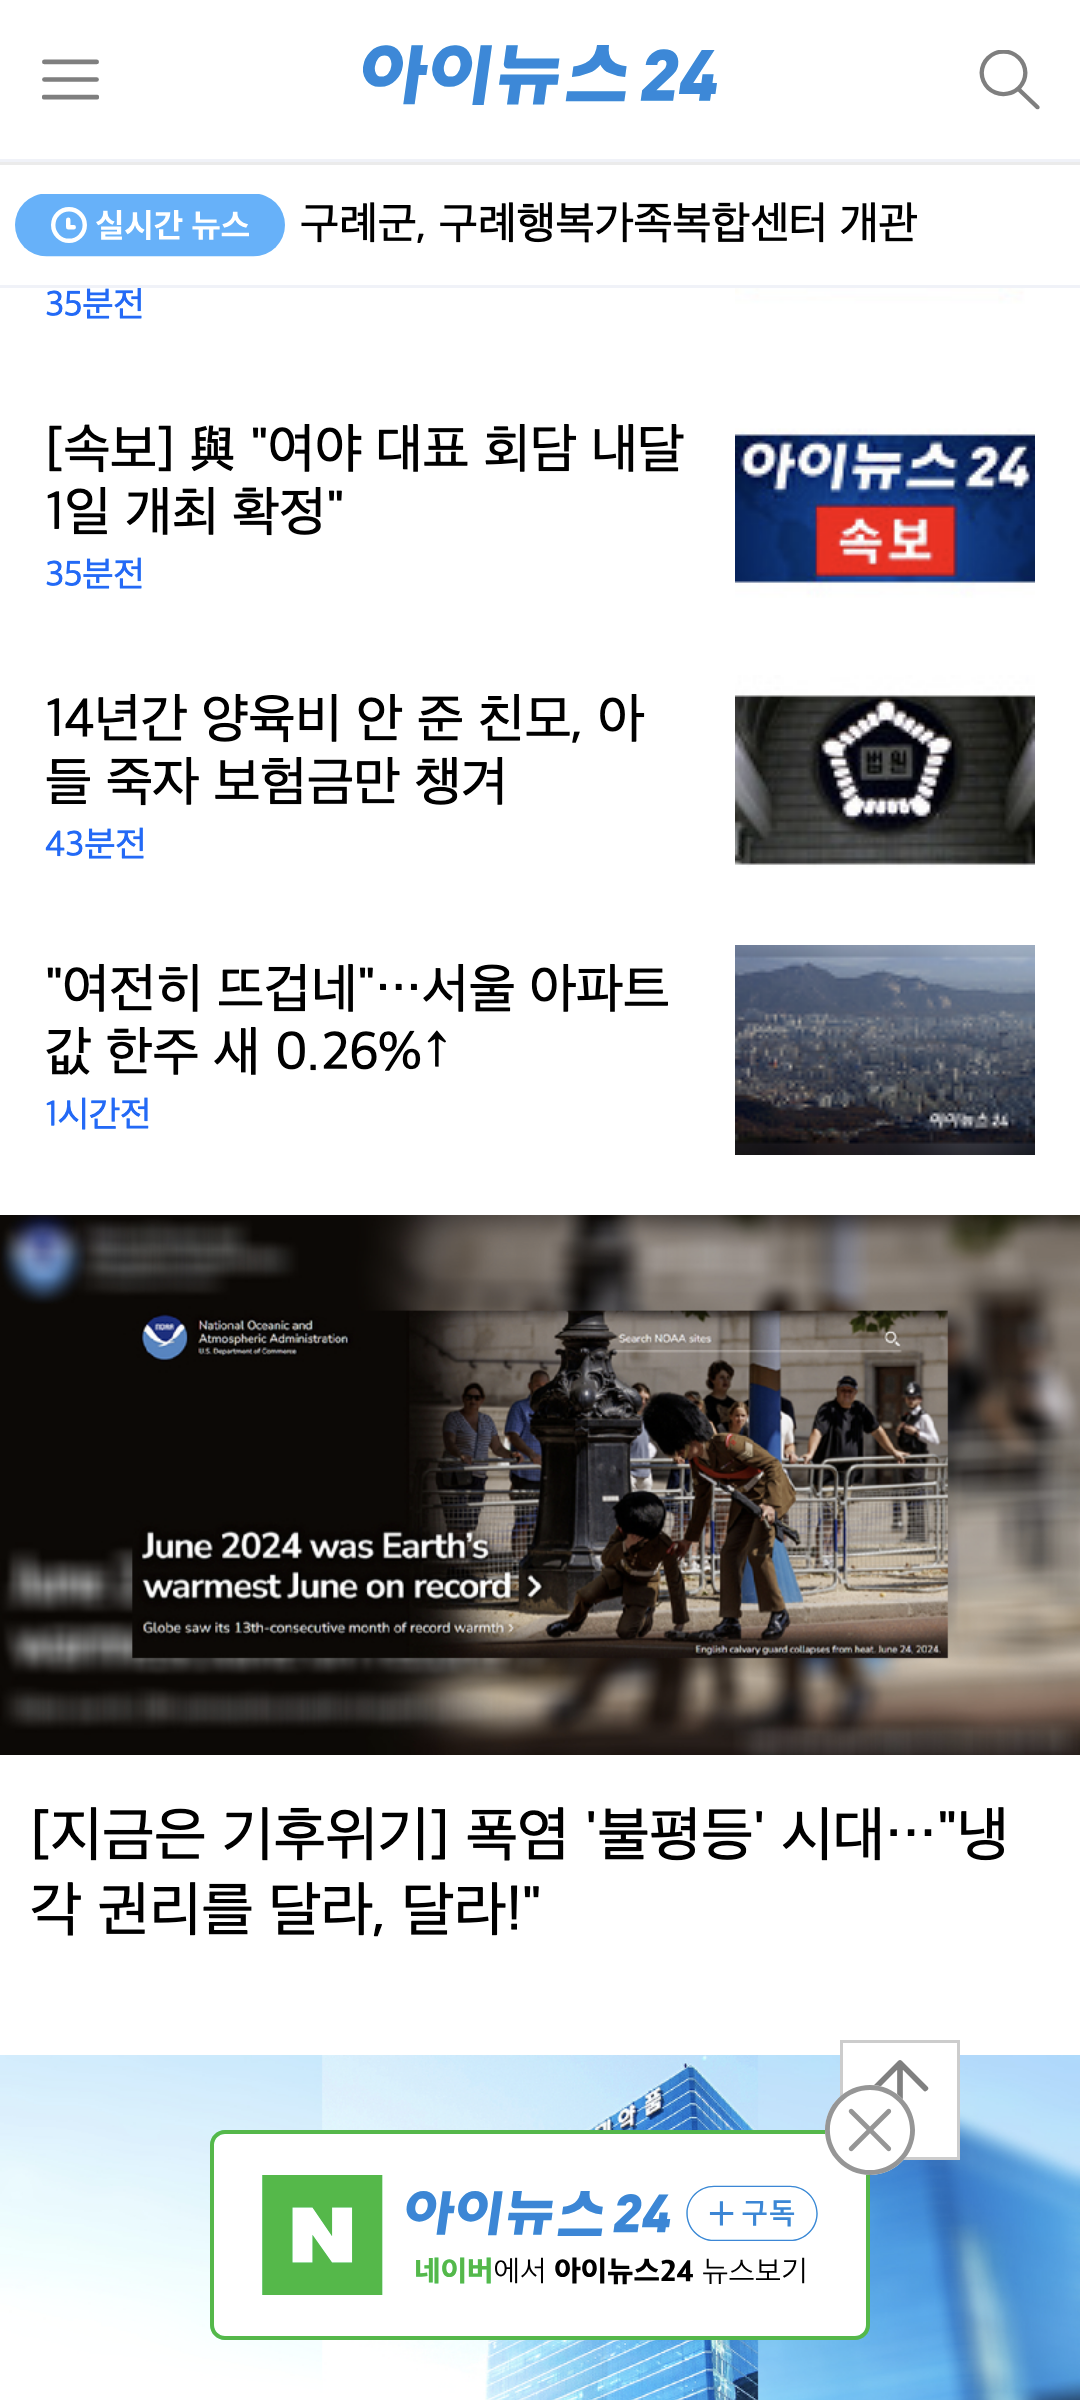 아이뉴스24
실시간 뉴스 구례군, 구례행복가족복합센터 개관
35분전
[속보] 與 "여야 대표 회담 내달
1일 개최 확정"
35분전
아이뉴스24
속보
14년간 양육비 안 준 친모, 아
들 죽자 보험금만 챙겨
43분전
법원
"여전히 뜨겁네"…서울 아파트
값 한주 새 0.26%↑
1시간전
아이뉴스24
National Oceanic and
Atmospheric Administration
U.S. Department of Commerce
Search NOAA sites
June 2024 was Earth's
warmest June on record >
Globe saw its 13th-consecutive month of record warmth >
English calvary guard collapses from heat. June 24, 2024.
[지금은 기후위기] 폭염 '불평등' 시대…"냉
각 권리를 달라, 달라!"
약품
N
아이뉴스24 + 구독
네이버에서 아이뉴스24 뉴스보기